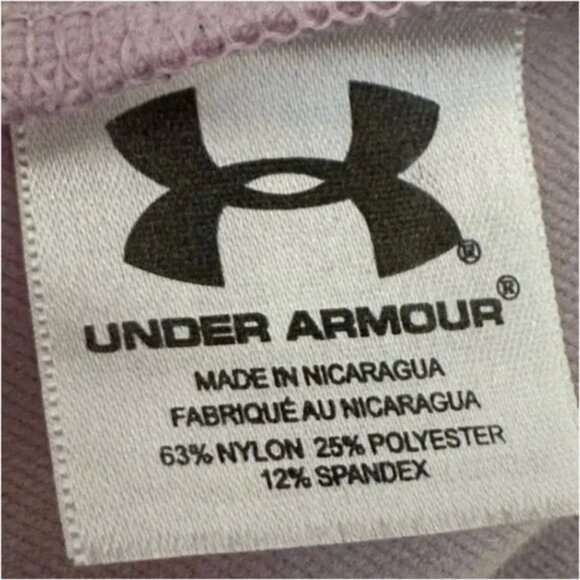 ®
UNDER ARMOUR®
MADE IN NICARAGUA
FABRIQUÉ AU NICARAGUA
63% NYLON 25% POLYESTER
12% SPANDEX